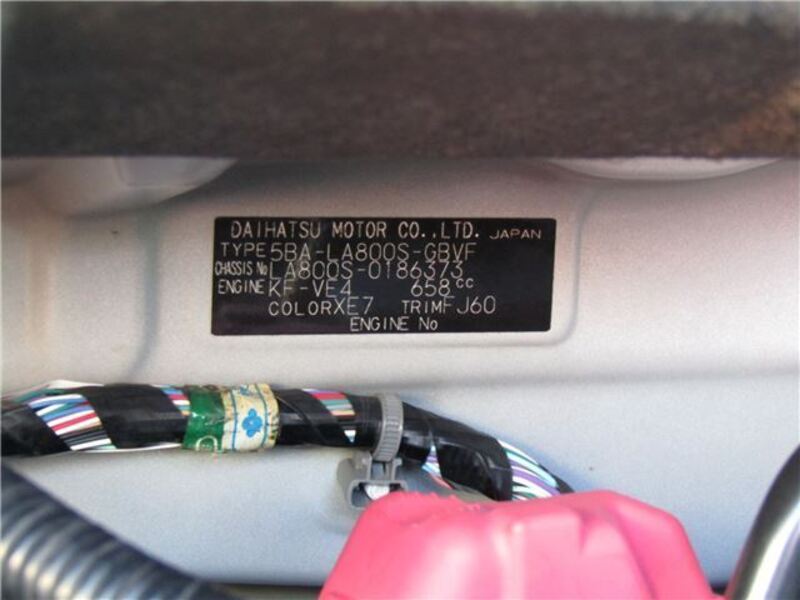 DAIHATSU MOTOR CO.,LTD. JAPAN
TYPE 5BA-LA800S-GBVF
CHASSIS No LA800S-0186373
ENGINE KF-VE4 658cc
COLOR XE7 TRIM FJ60
ENGINE No